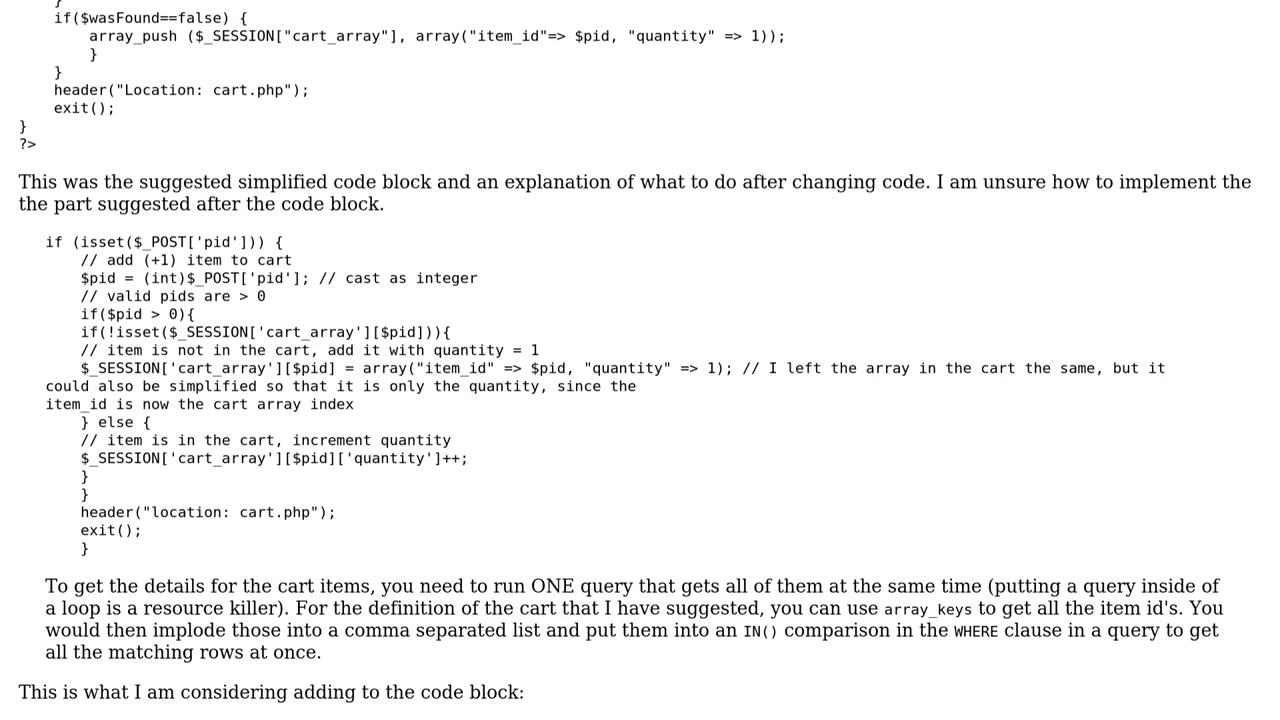 }
if($wasFound==false) {
array_push ($_SESSION["cart_array"], array("item_id"=> $pid, "quantity" => 1));
}
}
header("Location: cart.php");
exit();
}
?>
This was the suggested simplified code block and an explanation of what to do after changing code. I am unsure how to implement the
the part suggested after the code block.
if (isset($_POST['pid'])) {
// add (+1) item to cart
$pid = (int)$_POST['pid']; // cast as integer
// valid pids are > 0
if($pid > 0){
if(!isset($_SESSION['cart_array'][$pid])){
// item is not in the cart, add it with quantity = 1
$_SESSION['cart_array'][$pid] = array("item_id" => $pid, "quantity" => 1); // I left the array in the cart the same, but it
could also be simplified so that it is only the quantity, since the
item_id is now the cart array index
} else {
// item is in the cart, increment quantity
$_SESSION['cart_array'][$pid]['quantity']++;
}
}
header("location: cart.php");
exit();
}
To get the details for the cart items, you need to run ONE query that gets all of them at the same time (putting a query inside of
a loop is a resource killer). For the definition of the cart that I have suggested, you can use array_keys to get all the item id's. You
would then implode those into a comma separated list and put them into an IN() comparison in the WHERE clause in a query to get
all the matching rows at once.
This is what I am considering adding to the code block: